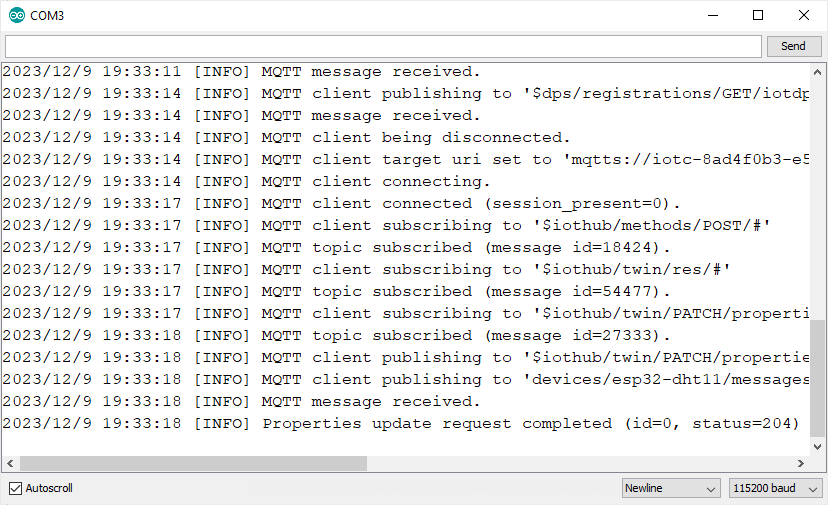 COM3
Send
2023/12/9 19:33:11 [INFO] MQTT message received.
2023/12/9 19:33:14 [INFO] MQTT client publishing to '$dps/registrations/GET/iotdp
2023/12/9 19:33:14 [INFO] MQTT message received.
2023/12/9 19:33:14 [INFO] MQTT client being disconnected.
2023/12/9 19:33:14 [INFO] MQTT client target uri set to 'mqtts://iotc-8ad4f0b3-e5
2023/12/9 19:33:14 [INFO] MQTT client connecting.
2023/12/9 19:33:17 [INFO] MQTT client connected (session_present=0).
2023/12/9 19:33:17 [INFO] MQTT client subscribing to '$iothub/methods/POST/#'
2023/12/9 19:33:17 [INFO] MQTT topic subscribed (message id=18424).
2023/12/9 19:33:17 [INFO] MQTT client subscribing to '$iothub/twin/res/#'
2023/12/9 19:33:17 [INFO] MQTT topic subscribed (message id=54477).
2023/12/9 19:33:17 [INFO] MQTT client subscribing to '$iothub/twin/PATCH/properti
2023/12/9 19:33:18 [INFO] MQTT topic subscribed (message id=27333).
2023/12/9 19:33:18 [INFO] MQTT client publishing to '$iothub/twin/PATCH/propertie
2023/12/9 19:33:18 [INFO] MQTT client publishing to 'devices/esp32-dht11/messages
2023/12/9 19:33:18 [INFO] MQTT message received.
2023/12/9 19:33:18 [INFO] Properties update request completed (id=0, status=204)
Autoscroll
Newline
115200 baud